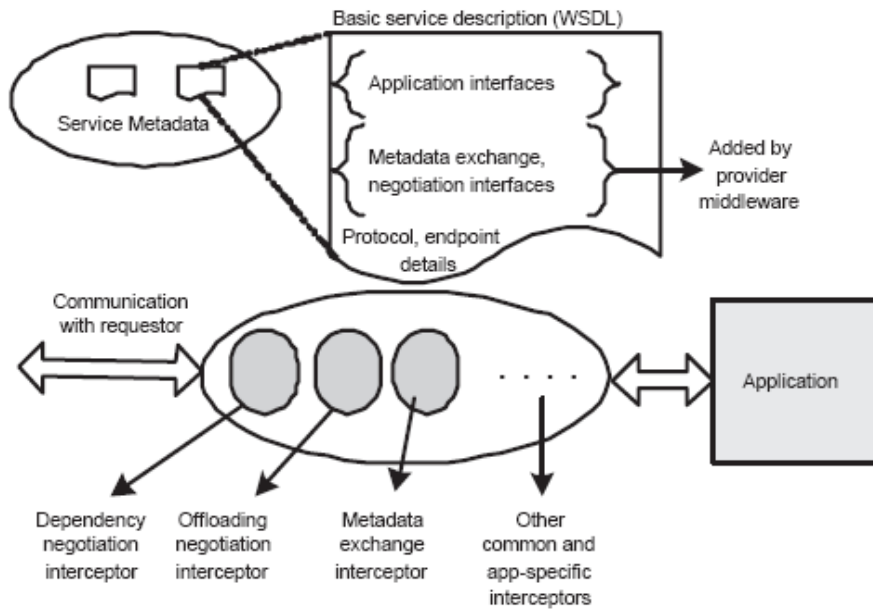 Basic service description (WSDL)
Application interfaces
Service Metadata
Metadata exchange,
negotiation interfaces
Added by
provider
middleware
Protocol, endpoint
details
Communication
with requestor
. . . .
Application
Dependency
negotiation
interceptor
Offloading
negotiation
interceptor
Metadata
exchange
interceptor
Other
common and
app-specific
interceptors